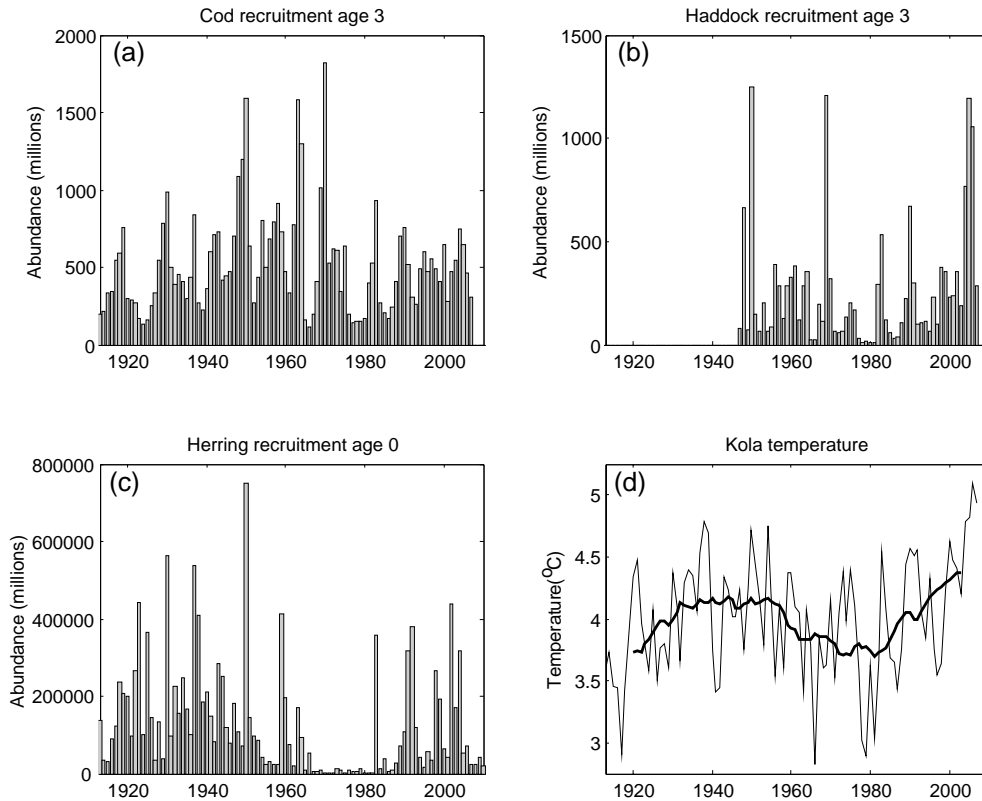 Cod recruitment age 3
(a)
Abundance (millions)
2000
1500
1000
500
0
1920 1940 1960 1980 2000
Haddock recruitment age 3
(b)
Abundance (millions)
1500
1000
500
0
1920 1940 1960 1980 2000
Herring recruitment age 0
(c)
Abundance (millions)
800000
600000
400000
200000
0
1920 1940 1960 1980 2000
Kola temperature
(d)
Temperature(°C)
5
4.5
4
3.5
3
1920 1940 1960 1980 2000